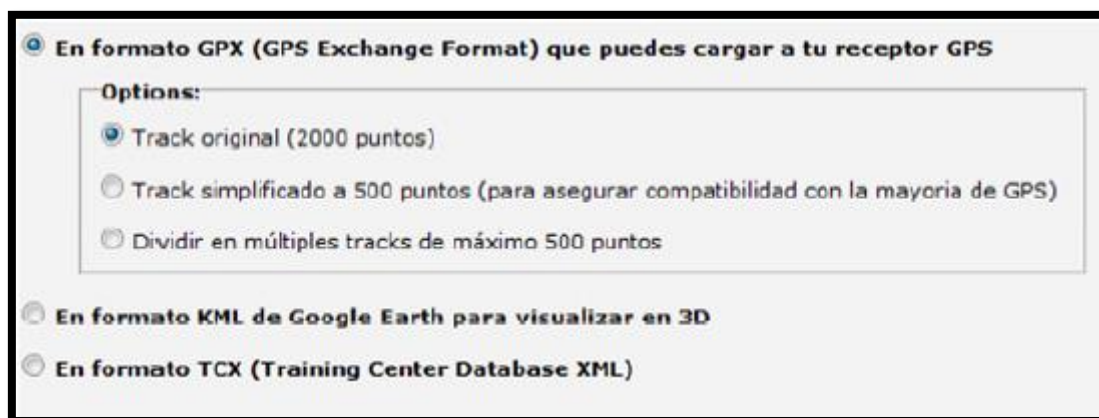 En formato GPX (GPS Exchange Format) que puedes cargar a tu receptor GPS
Options:
Track original (2000 puntos)
Track simplificado a 500 puntos (para asegurar compatibilidad con la mayoria de GPS)
Dividir en múltiples tracks de máximo 500 puntos
En formato KML de Google Earth para visualizar en 3D
En formato TCX (Training Center Database XML)